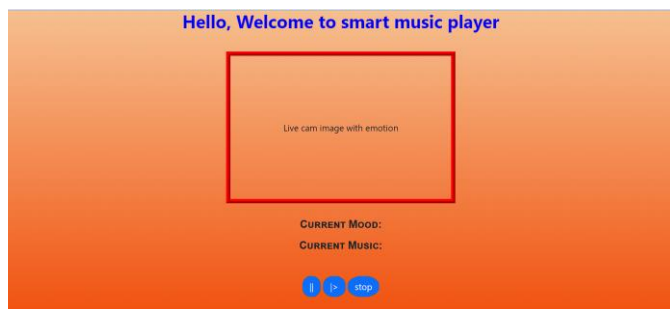 Hello, Welcome to smart music player
Live cam image with emotion
Current Mood:
Current Music:
|| |> stop